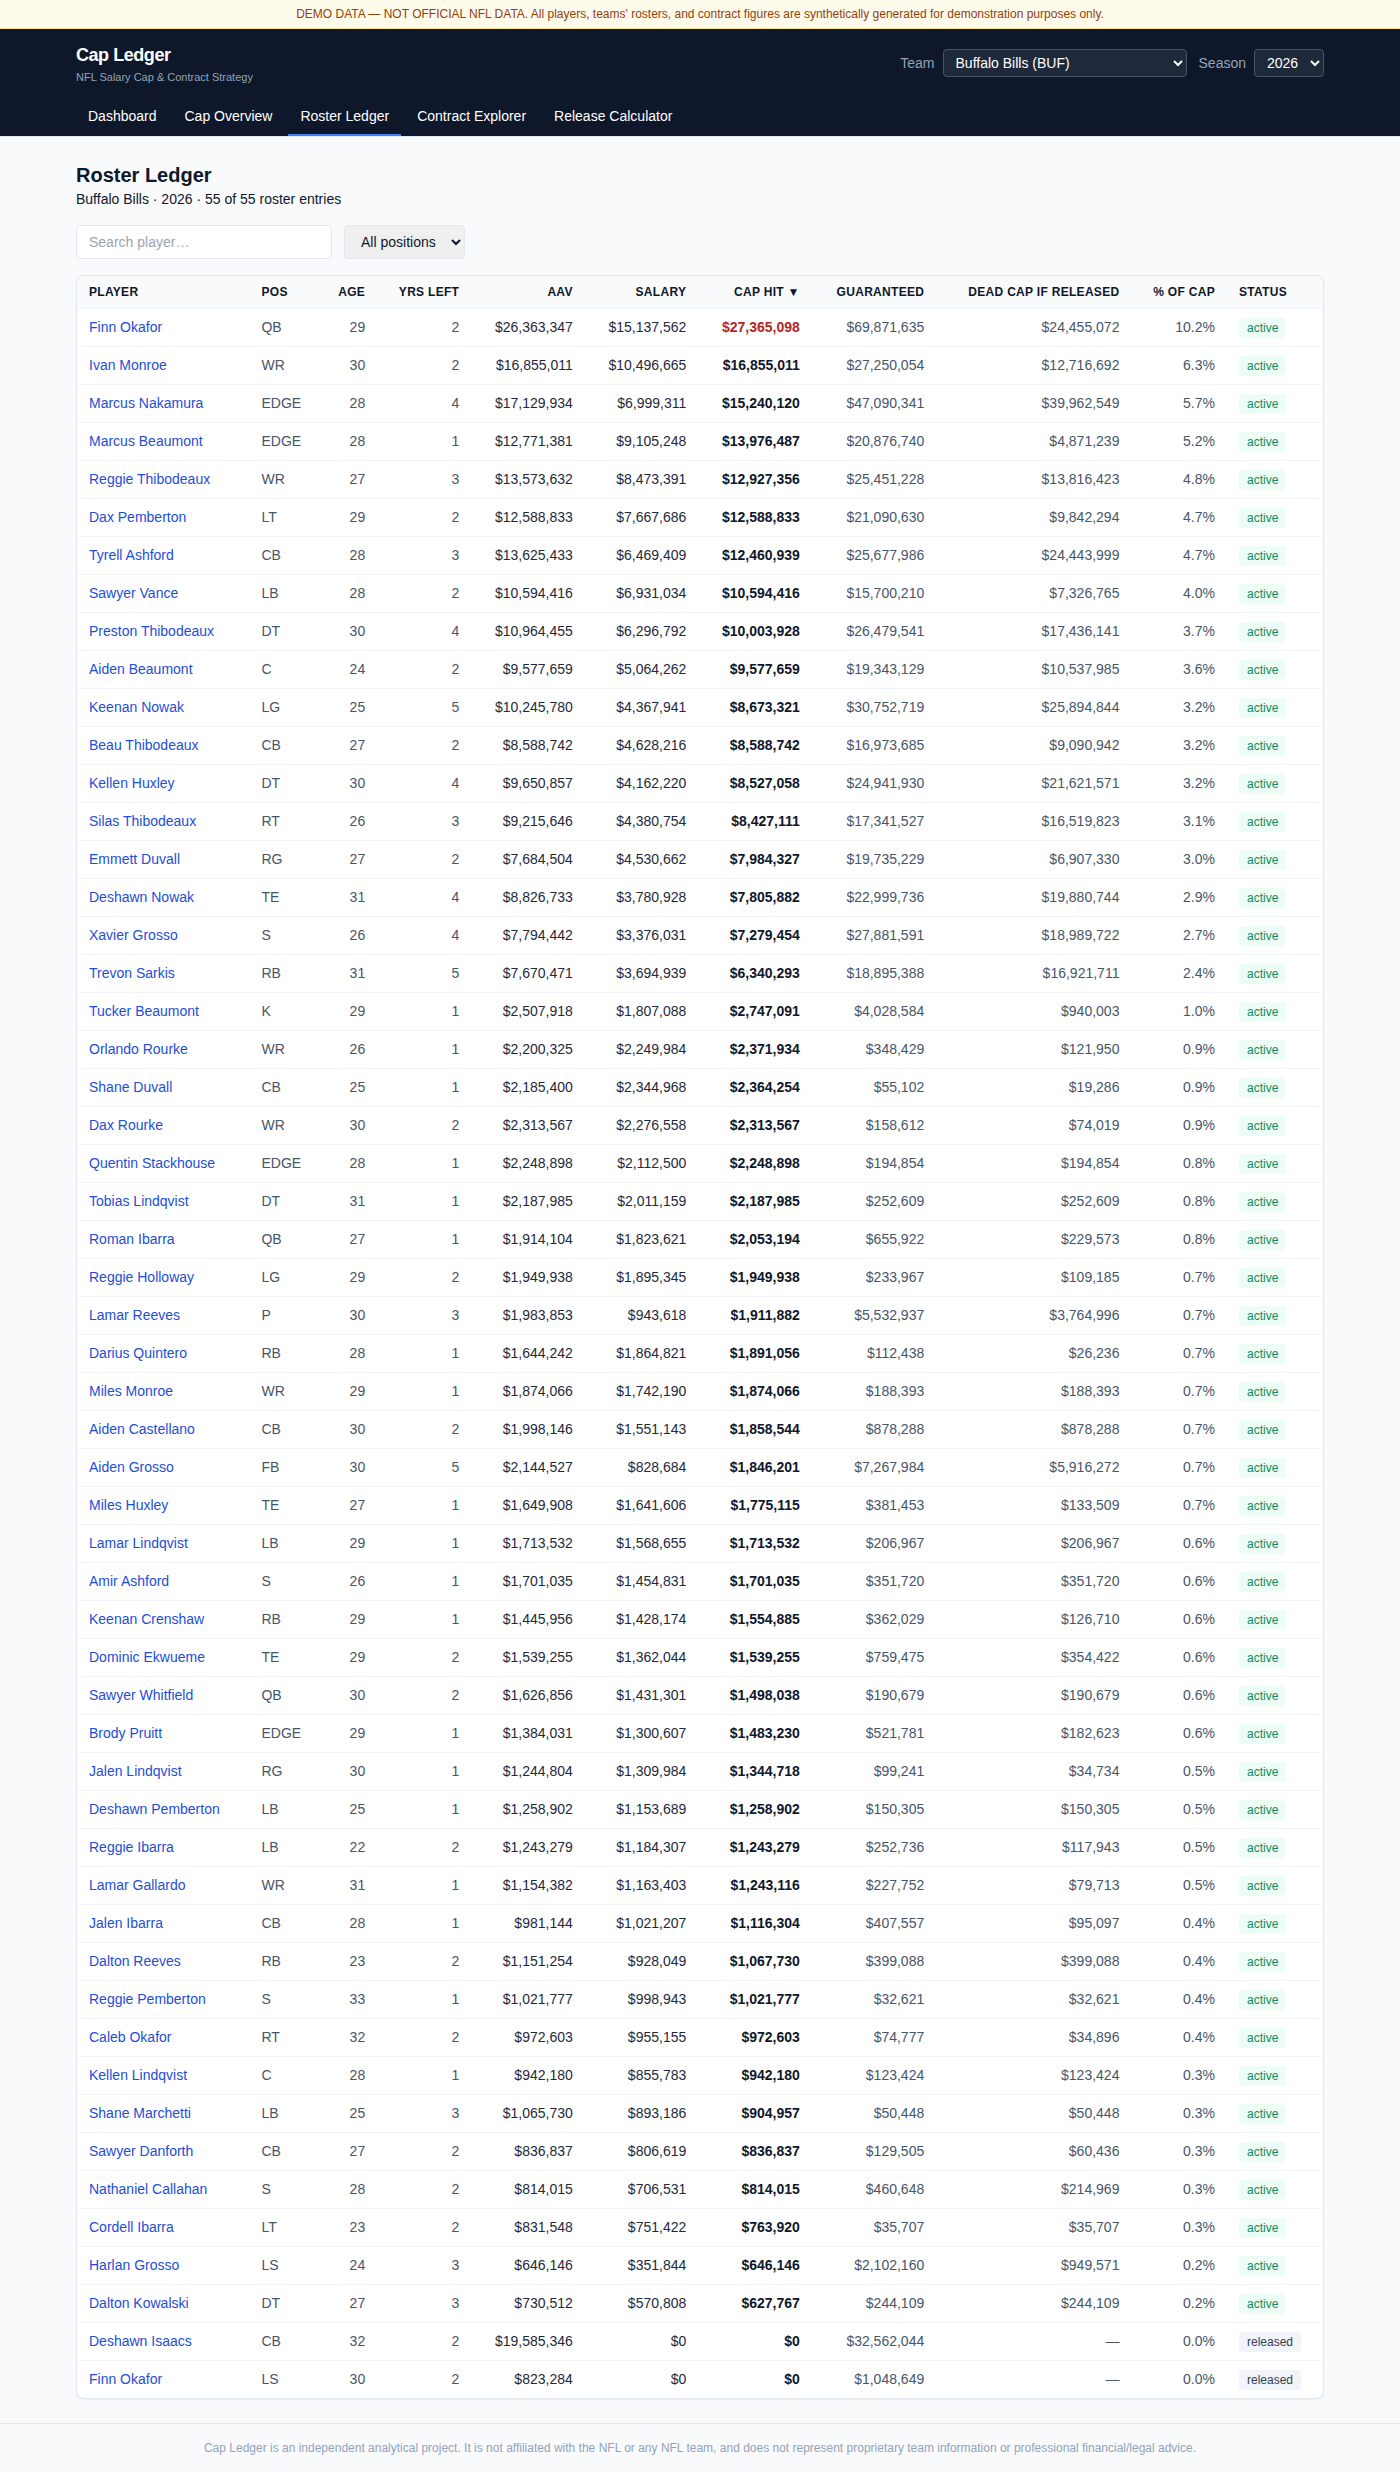 DEMO DATA — NOT OFFICIAL NFL DATA. All players, teams' rosters, and contract figures are synthetically generated for demonstration purposes only.
Cap Ledger
NFL Salary Cap & Contract Strategy
Team Buffalo Bills (BUF) Season 2026
Dashboard Cap Overview Roster Ledger Contract Explorer Release Calculator
Roster Ledger
Buffalo Bills · 2026 · 55 of 55 roster entries
Search player… All positions
PLAYER POS AGE YRS LEFT AAV SALARY CAP HIT ▼ GUARANTEED DEAD CAP IF RELEASED % OF CAP STATUS
Finn Okafor QB 29 2 $26,363,347 $15,137,562 $27,365,098 $69,871,635 $24,455,072 10.2% active
Ivan Monroe WR 30 2 $16,855,011 $10,496,665 $16,855,011 $27,250,054 $12,716,692 6.3% active
Marcus Nakamura EDGE 28 4 $17,129,934 $6,999,311 $15,240,120 $47,090,341 $39,962,549 5.7% active
Marcus Beaumont EDGE 28 1 $12,771,381 $9,105,248 $13,976,487 $20,876,740 $4,871,239 5.2% active
Reggie Thibodeaux WR 27 3 $13,573,632 $8,473,391 $12,927,356 $25,451,228 $13,816,423 4.8% active
Dax Pemberton LT 29 2 $12,588,833 $7,667,686 $12,588,833 $21,090,630 $9,842,294 4.7% active
Tyrell Ashford CB 28 3 $13,625,433 $6,469,409 $12,460,939 $25,677,986 $24,443,999 4.7% active
Sawyer Vance LB 28 2 $10,594,416 $6,931,034 $10,594,416 $15,700,210 $7,326,765 4.0% active
Preston Thibodeaux DT 30 4 $10,964,455 $6,296,792 $10,003,928 $26,479,541 $17,436,141 3.7% active
Aiden Beaumont C 24 2 $9,577,659 $5,064,262 $9,577,659 $19,343,129 $10,537,985 3.6% active
Keenan Nowak LG 25 5 $10,245,780 $4,367,941 $8,673,321 $30,752,719 $25,894,844 3.2% active
Beau Thibodeaux CB 27 2 $8,588,742 $4,628,216 $8,588,742 $16,973,685 $9,090,942 3.2% active
Kellen Huxley DT 30 4 $9,650,857 $4,162,220 $8,527,058 $24,941,930 $21,621,571 3.2% active
Silas Thibodeaux RT 26 3 $9,215,646 $4,380,754 $8,427,111 $17,341,527 $16,519,823 3.1% active
Emmett Duvall RG 27 2 $7,684,504 $4,530,662 $7,984,327 $19,735,229 $6,907,330 3.0% active
Deshawn Nowak TE 31 4 $8,826,733 $3,780,928 $7,805,882 $22,999,736 $19,880,744 2.9% active
Xavier Grosso S 26 4 $7,794,442 $3,376,031 $7,279,454 $27,881,591 $18,989,722 2.7% active
Trevon Sarkis RB 31 5 $7,670,471 $3,694,939 $6,340,293 $18,895,388 $16,921,711 2.4% active
Tucker Beaumont K 29 1 $2,507,918 $1,807,088 $2,747,091 $4,028,584 $940,003 1.0% active
Orlando Rourke WR 26 1 $2,200,325 $2,249,984 $2,371,934 $348,429 $121,950 0.9% active
Shane Duvall CB 25 1 $2,185,400 $2,344,968 $2,364,254 $55,102 $19,286 0.9% active
Dax Rourke WR 30 2 $2,313,567 $2,276,558 $2,313,567 $158,612 $74,019 0.9% active
Quentin Stackhouse EDGE 28 1 $2,248,898 $2,112,500 $2,248,898 $194,854 $194,854 0.8% active
Tobias Lindqvist DT 31 1 $2,187,985 $2,011,159 $2,187,985 $252,609 $252,609 0.8% active
Roman Ibarra QB 27 1 $1,914,104 $1,823,621 $2,053,194 $655,922 $229,573 0.8% active
Reggie Holloway LG 29 2 $1,949,938 $1,895,345 $1,949,938 $233,967 $109,185 0.7% active
Lamar Reeves P 30 3 $1,983,853 $943,618 $1,911,882 $5,532,937 $3,764,996 0.7% active
Darius Quintero RB 28 1 $1,644,242 $1,864,821 $1,891,056 $112,438 $26,236 0.7% active
Miles Monroe WR 29 1 $1,874,066 $1,742,190 $1,874,066 $188,393 $188,393 0.7% active
Aiden Castellano CB 30 2 $1,998,146 $1,551,143 $1,858,544 $878,288 $878,288 0.7% active
Aiden Grosso FB 30 5 $2,144,527 $828,684 $1,846,201 $7,267,984 $5,916,272 0.7% active
Miles Huxley TE 27 1 $1,649,908 $1,641,606 $1,775,115 $381,453 $133,509 0.7% active
Lamar Lindqvist LB 29 1 $1,713,532 $1,568,655 $1,713,532 $206,967 $206,967 0.6% active
Amir Ashford S 26 1 $1,701,035 $1,454,831 $1,701,035 $351,720 $351,720 0.6% active
Keenan Crenshaw RB 29 1 $1,445,956 $1,428,174 $1,554,885 $362,029 $126,710 0.6% active
Dominic Ekwueme TE 29 2 $1,539,255 $1,362,044 $1,539,255 $759,475 $354,422 0.6% active
Sawyer Whitfield QB 30 2 $1,626,856 $1,431,301 $1,498,038 $190,679 $190,679 0.6% active
Brody Pruitt EDGE 29 1 $1,384,031 $1,300,607 $1,483,230 $521,781 $182,623 0.6% active
Jalen Lindqvist RG 30 1 $1,244,804 $1,309,984 $1,344,718 $99,241 $34,734 0.5% active
Deshawn Pemberton LB 25 1 $1,258,902 $1,153,689 $1,258,902 $150,305 $150,305 0.5% active
Reggie Ibarra LB 22 2 $1,243,279 $1,184,307 $1,243,279 $252,736 $117,943 0.5% active
Lamar Gallardo WR 31 1 $1,154,382 $1,163,403 $1,243,116 $227,752 $79,713 0.5% active
Jalen Ibarra CB 28 1 $981,144 $1,021,207 $1,116,304 $407,557 $95,097 0.4% active
Dalton Reeves RB 23 2 $1,151,254 $928,049 $1,067,730 $399,088 $399,088 0.4% active
Reggie Pemberton S 33 1 $1,021,777 $998,943 $1,021,777 $32,621 $32,621 0.4% active
Caleb Okafor RT 32 2 $972,603 $955,155 $972,603 $74,777 $34,896 0.4% active
Kellen Lindqvist C 28 1 $942,180 $855,783 $942,180 $123,424 $123,424 0.3% active
Shane Marchetti LB 25 3 $1,065,730 $893,186 $904,957 $50,448 $50,448 0.3% active
Sawyer Danforth CB 27 2 $836,837 $806,619 $836,837 $129,505 $60,436 0.3% active
Nathaniel Callahan S 28 2 $814,015 $706,531 $814,015 $460,648 $214,969 0.3% active
Cordell Ibarra LT 23 2 $831,548 $751,422 $763,920 $35,707 $35,707 0.3% active
Harlan Grosso LS 24 3 $646,146 $351,844 $646,146 $2,102,160 $949,571 0.2% active
Dalton Kowalski DT 27 3 $730,512 $570,808 $627,767 $244,109 $244,109 0.2% active
Deshawn Isaacs CB 32 2 $19,585,346 $0 $0 $32,562,044 — 0.0% released
Finn Okafor LS 30 2 $823,284 $0 $0 $1,048,649 — 0.0% released
Cap Ledger is an independent analytical project. It is not affiliated with the NFL or any NFL team, and does not represent proprietary team information or professional financial/legal advice.